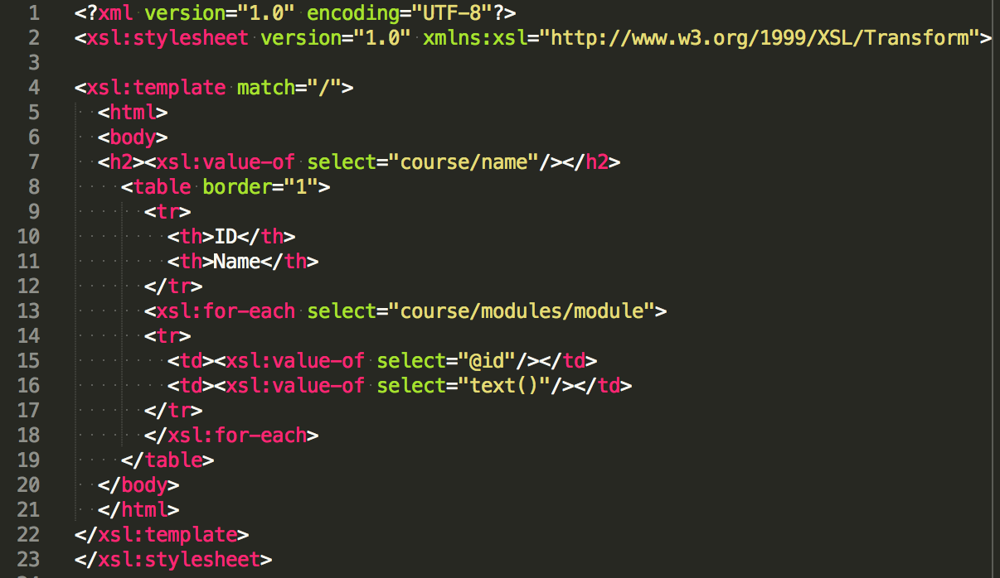 1 <?xml version="1.0" encoding="UTF-8"?>
2 <xsl:stylesheet version="1.0" xmlns:xsl="http://www.w3.org/1999/XSL/Transform">
3
4 <xsl:template match="/">
5   <html>
6   <body>
7   <h2><xsl:value-of select="course/name"/></h2>
8     <table border="1">
9       <tr>
10         <th>ID</th>
11         <th>Name</th>
12       </tr>
13       <xsl:for-each select="course/modules/module">
14       <tr>
15         <td><xsl:value-of select="@id"/></td>
16         <td><xsl:value-of select="text()"/></td>
17       </tr>
18       </xsl:for-each>
19     </table>
20   </body>
21   </html>
22 </xsl:template>
23 </xsl:stylesheet>